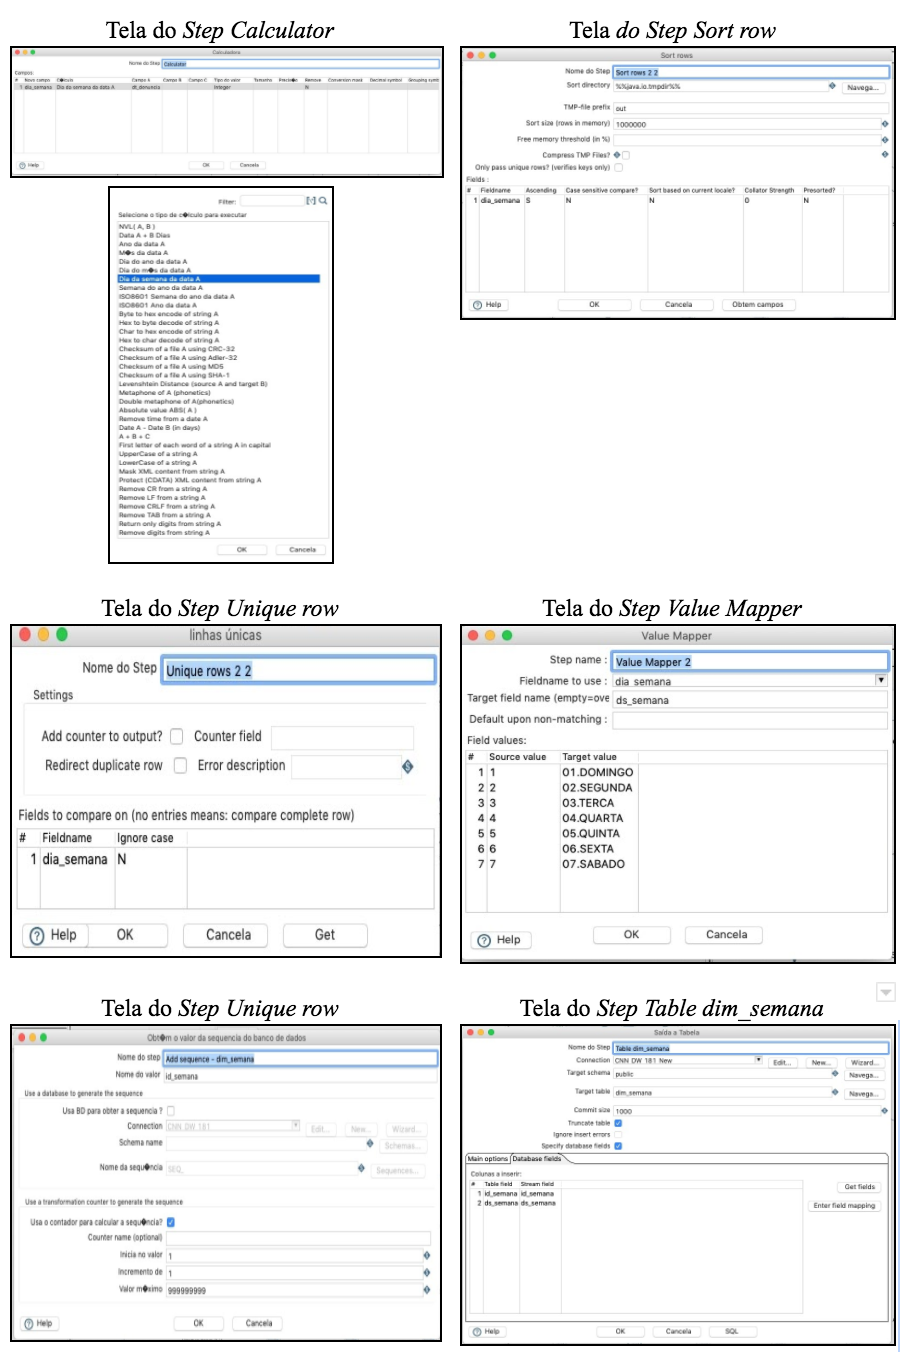 Tela do Step Calculator
Calculadora
Nome do Step Calculator
Campos:
# Novo campo C�lculo Campo A Campo B Campo C Tipo do valor Tamanho Precis�o Remove Conversion mask Decimal symbol Grouping symb
1 dia_semana Dia da semana da data A dt_denuncia Integer N
Help OK Cancela
Filter:
Selecione o tipo de c�lculo para executar
NVL( A, B )
Data A + B Dias
Ano da data A
M�s da data A
Dia do ano da data A
Dia do m�s da data A
Dia da semana da data A
Semana do ano da data A
ISO8601 Semana do ano da data A
ISO8601 Ano da data A
Byte to hex encode of string A
Hex to byte decode of string A
Char to hex encode of string A
Hex to char decode of string A
Checksum of a file A using CRC-32
Checksum of a file A using Adler-32
Checksum of a file A using MD5
Checksum of a file A using SHA-1
Levenshtein Distance (source A and target B)
Metaphone of A (phonetics)
Double metaphone of A(phonetics)
Absolute value ABS( A )
Remove time from a date A
Date A - Date B (in days)
A + B + C
First letter of each word of a string A in capital
UpperCase of a string A
LowerCase of a string A
Mask XML content from string A
Protect (CDATA) XML content from string A
Remove CR from a string A
Remove LF from a string A
Remove CRLF from a string A
Remove TAB from a string A
Return only digits from string A
Remove digits from string A
OK Cancela
Tela do Step Sort row
Sort rows
Nome do Step Sort rows 2 2
Sort directory %%java.io.tmpdir%% Navega...
TMP-file prefix out
Sort size (rows in memory) 1000000
Free memory threshold (in %)
Compress TMP Files?
Only pass unique rows? (verifies keys only)
Fields :
# Fieldname Ascending Case sensitive compare? Sort based on current locale? Collator Strength Presorted?
1 dia_semana S N N 0 N
Help OK Cancela Obtem campos
Tela do Step Unique row
linhas únicas
Nome do Step Unique rows 2 2
Settings
Add counter to output? Counter field
Redirect duplicate row Error description
Fields to compare on (no entries means: compare complete row)
# Fieldname Ignore case
1 dia_semana N
Help OK Cancela Get
Tela do Step Value Mapper
Value Mapper
Step name : Value Mapper 2
Fieldname to use : dia_semana
Target field name (empty=ove ds_semana
Default upon non-matching :
Field values:
# Source value Target value
1 1 01.DOMINGO
2 2 02.SEGUNDA
3 3 03.TERCA
4 4 04.QUARTA
5 5 05.QUINTA
6 6 06.SEXTA
7 7 07.SABADO
Help OK Cancela
Tela do Step Unique row
Obt�m o valor da sequencia do banco de dados
Nome do step Add sequence - dim_semana
Nome do valor id_semana
Use a database to generate the sequence
Usa BD para obter a sequencia ?
Connection CNN_DW_181 Edit... New... Wizard...
Schema name Schemas...
Nome da sequ�ncia SEQ_ Sequences...
Use a transformation counter to generate the sequence
Usa o contador para calcular a sequ�ncia?
Counter name (optional)
Inicia no valor 1
Incremento de 1
Valor m�ximo 999999999
Help OK Cancela
Tela do Step Table dim_semana
Saída a Tabela
Nome do Step Table dim_semana
Connection CNN_DW_181_New Edit... New... Wizard...
Target schema public Navega...
Target table dim_semana Navega...
Commit size 1000
Truncate table
Ignore insert errors
Specify database fields
Main options Database fields
Colunas a Inserir:
# Table field Stream field
1 id_semana id_semana
2 ds_semana ds_semana
Get fields
Enter field mapping
Help OK Cancela SQL